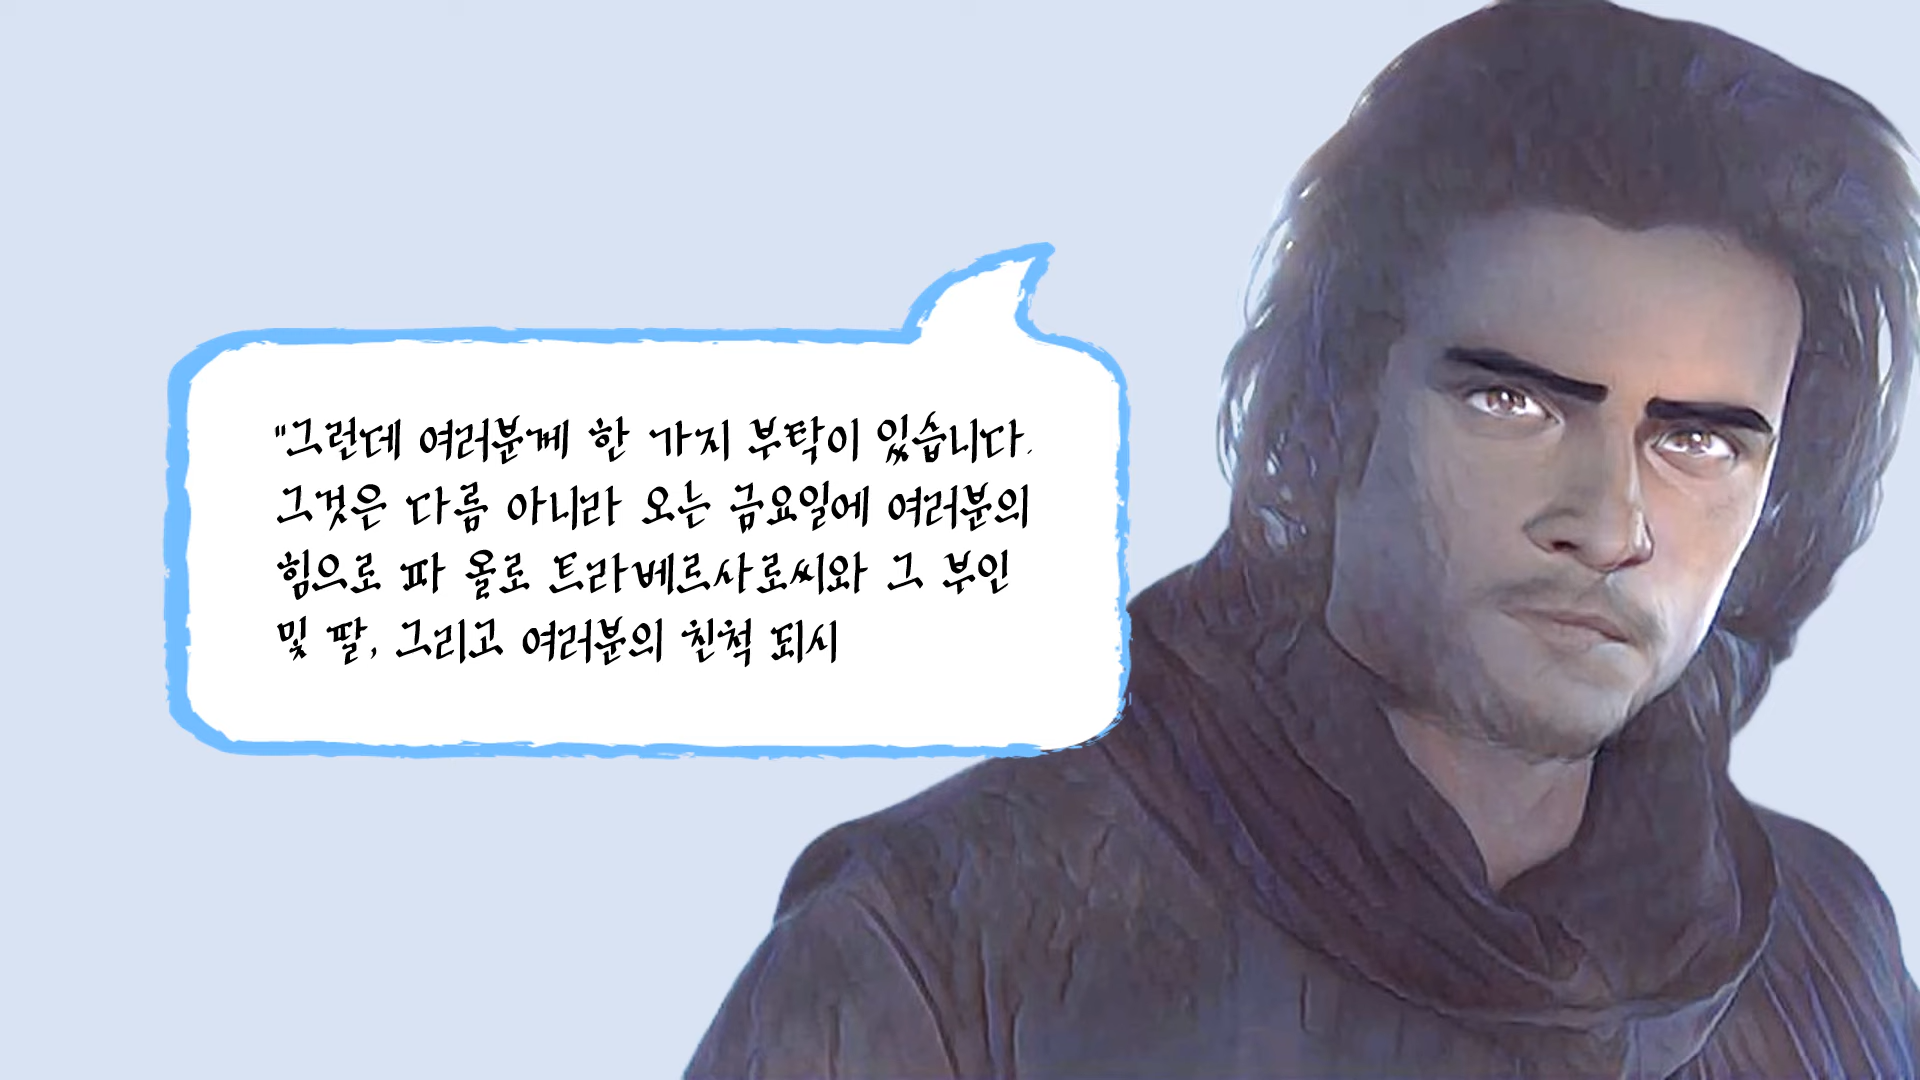 "그런데 여러분께 한 가지 부탁이 있습니다.
그것은 다름 아니라 오는 금요일에 여러분의
힘으로 파 올로 트라베르사로씨와 그 부인
및 딸, 그리고 여러분의 친척 되시